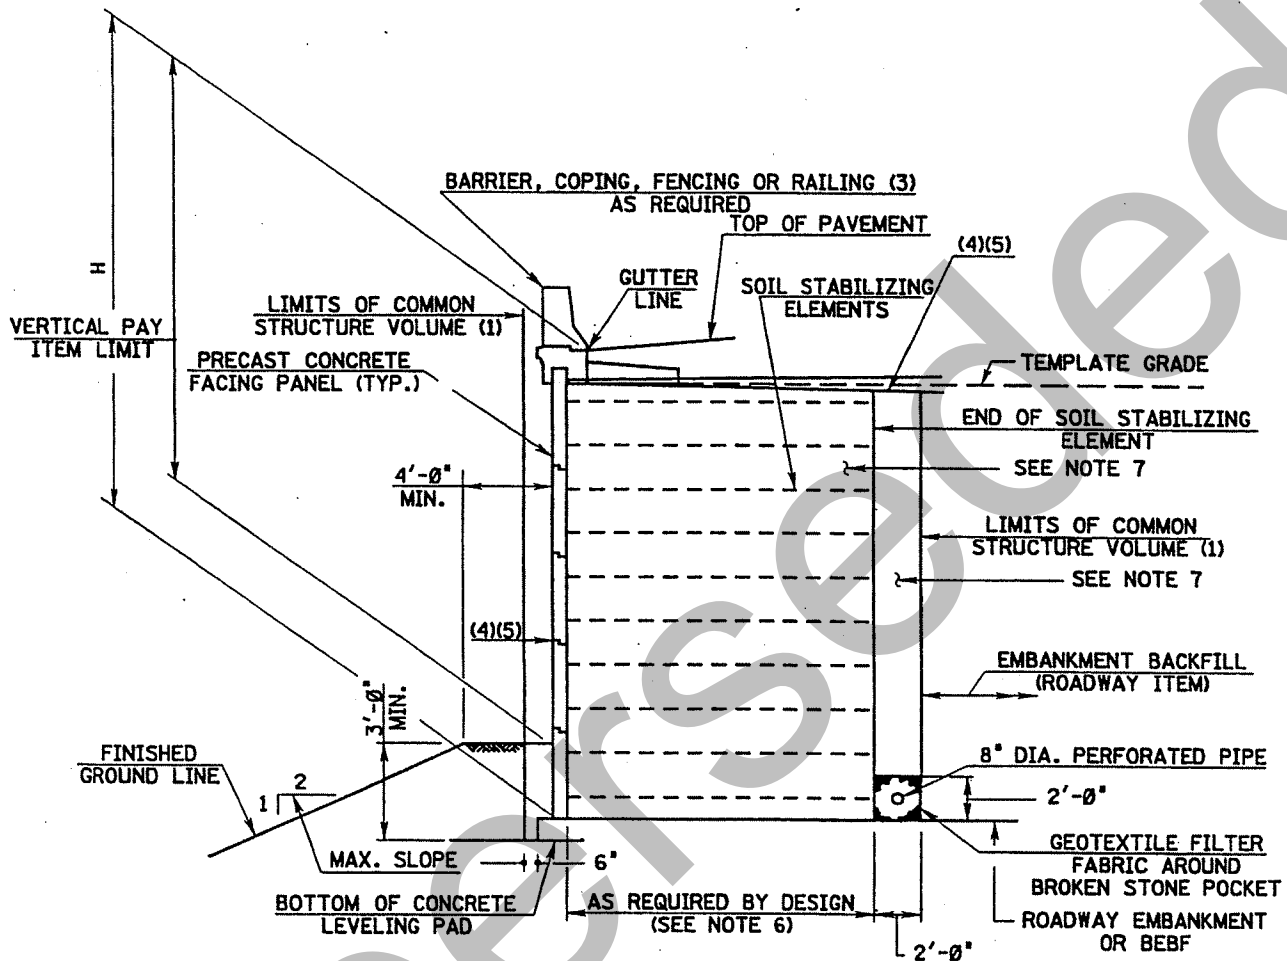 BARRIER, COPING, FENCING OR RAILING (3)
AS REQUIRED
TOP OF PAVEMENT
(4)(5)
H
GUTTER
LINE
SOIL STABILIZING
ELEMENTS
LIMITS OF COMMON
STRUCTURE VOLUME (1)
VERTICAL PAY
ITEM LIMIT
PRECAST CONCRETE
FACING PANEL (TYP.)
TEMPLATE GRADE
END OF SOIL STABILIZING
ELEMENT
SEE NOTE 7
4'-0"
MIN.
LIMITS OF COMMON
STRUCTURE VOLUME (1)
SEE NOTE 7
(4)(5)
EMBANKMENT BACKFILL
(ROADWAY ITEM)
3'-0"
MIN.
FINISHED
GROUND LINE
2
1
8" DIA. PERFORATED PIPE
2'-0"
MAX. SLOPE
6"
GEOTEXTILE FILTER
FABRIC AROUND
BROKEN STONE POCKET
BOTTOM OF CONCRETE
LEVELING PAD
AS REQUIRED BY DESIGN
(SEE NOTE 6)
ROADWAY EMBANKMENT
OR BEBF
2'-0"
erseded